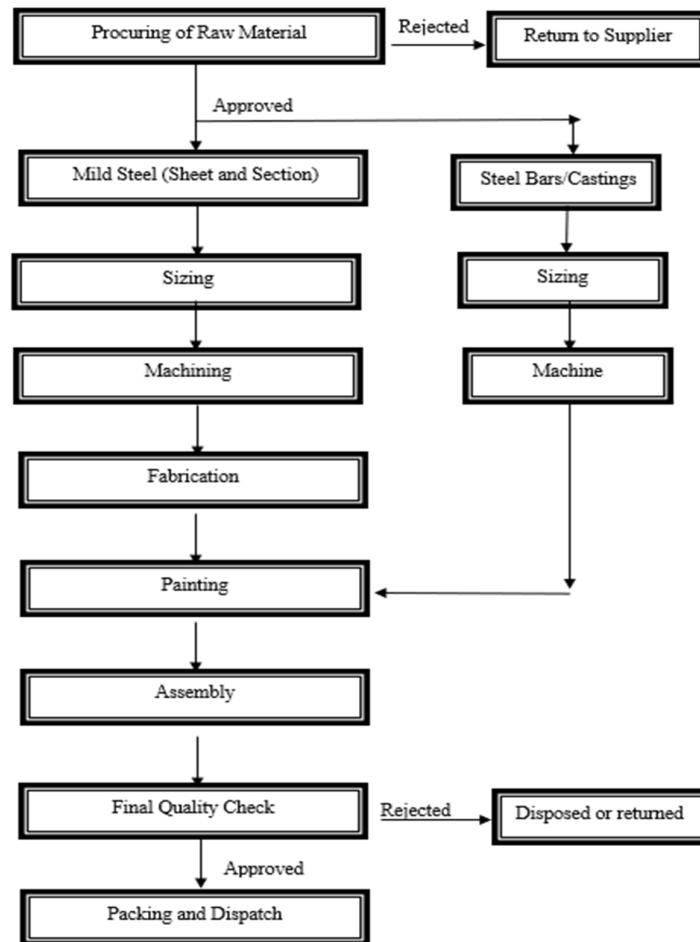 Procuring of Raw Material
Rejected
Return to Supplier
Approved
Mild Steel (Sheet and Section)
Steel Bars/Castings
Sizing
Sizing
Machining
Machine
Fabrication
Painting
Assembly
Final Quality Check
Rejected
Disposed or returned
Approved
Packing and Dispatch